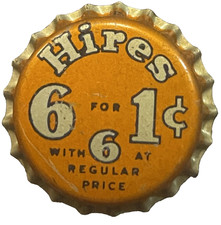 Hires
6 FOR 1¢
WITH 6 AT
REGULAR
PRICE